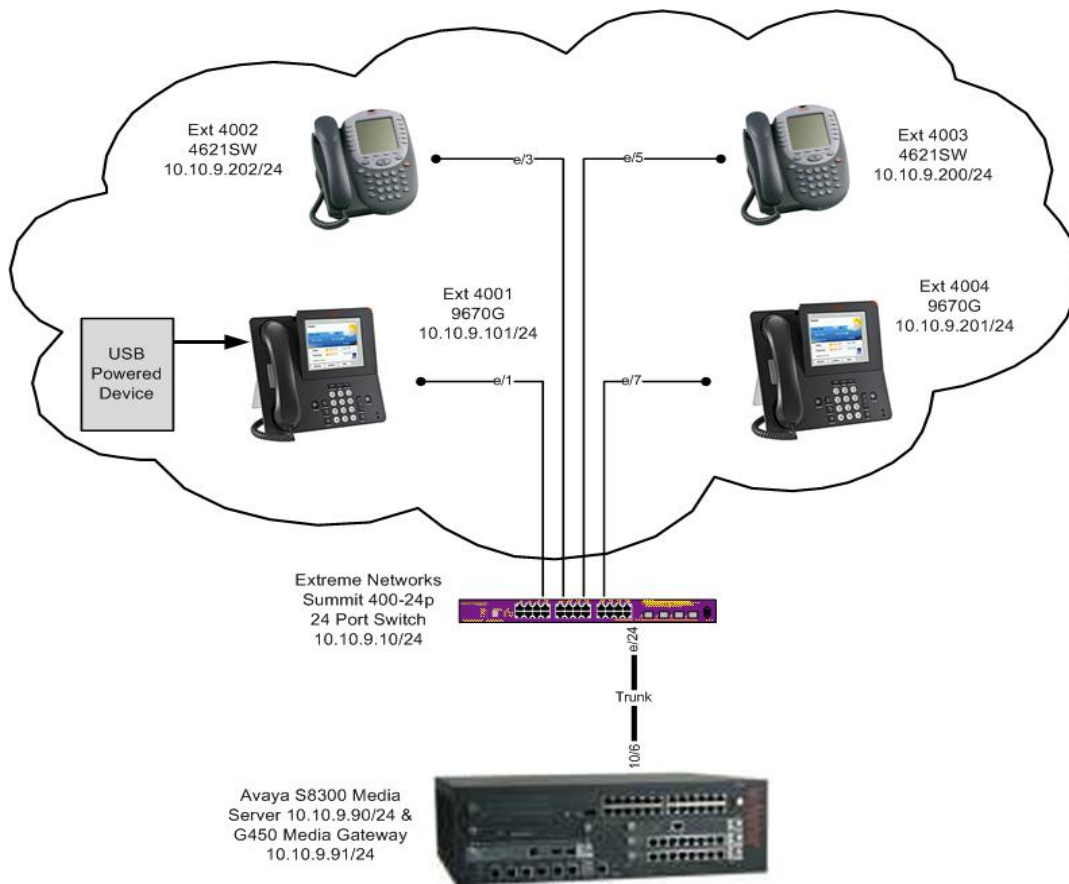 Ext 4002
4621SW
10.10.9.202/24
e/3
e/5
Ext 4003
4621SW
10.10.9.200/24
USB
Powered
Device
Ext 4001
9670G
10.10.9.101/24
e/1
e/7
Ext 4004
9670G
10.10.9.201/24
Extreme Networks
Summit 400-24p
24 Port Switch
10.10.9.10/24
e/24
Trunk
10/6
Avaya S8300 Media
Server 10.10.9.90/24 &
G450 Media Gateway
10.10.9.91/24